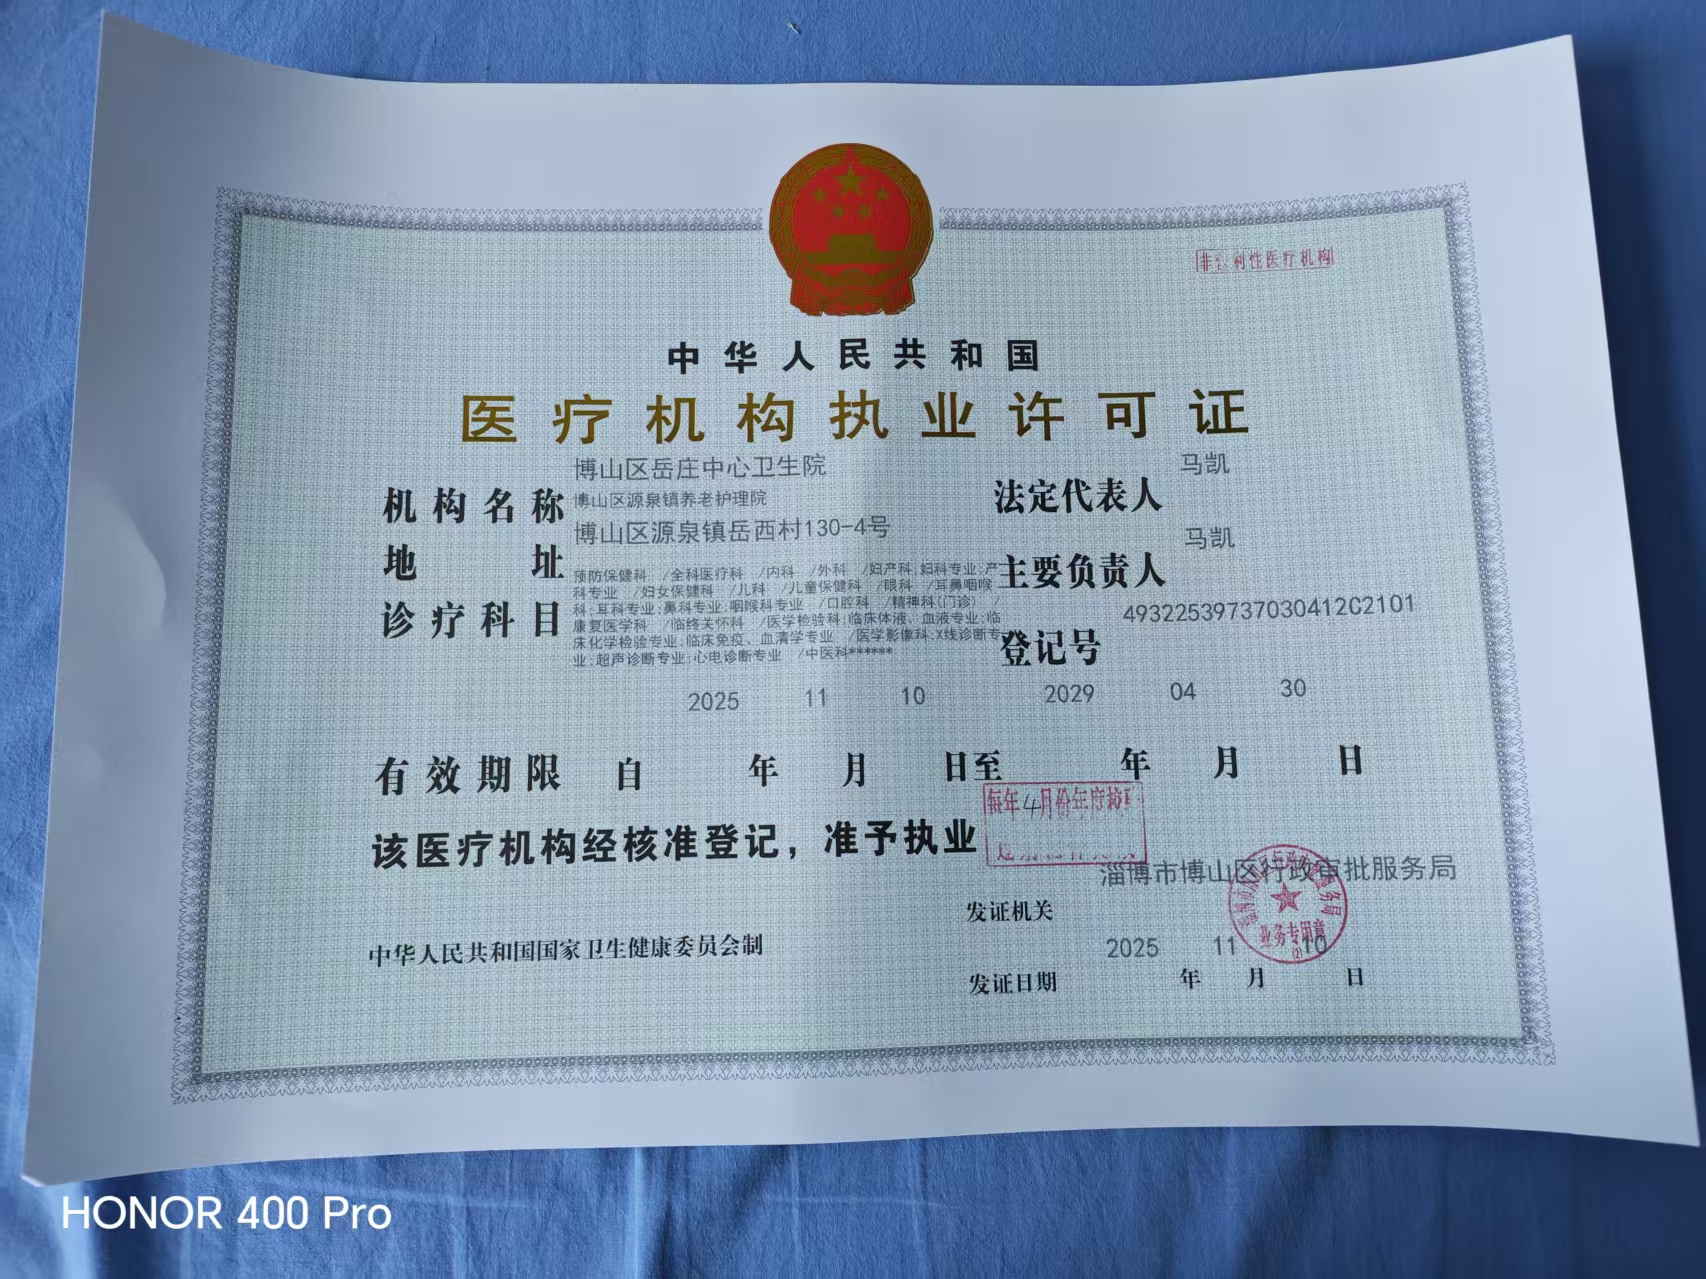 非营利性医疗机构
中华人民共和国
医疗机构执业许可证
博山区岳庄中心卫生院
机构名称 博山区源泉镇养老护理院
法定代表人 马凯
地址 博山区源泉镇岳西村130-4号
主要负责人 马凯
诊疗科目
预防保健科 /全科医疗科 /内科 /外科 /妇产科;妇科专业;产
科专业 /妇女保健科 /儿科 /儿童保健科 /眼科 /耳鼻咽喉
科;耳科专业;鼻科专业;咽喉科专业 /口腔科 /精神科(门诊) /
康复医学科 /临终关怀科 /医学检验科;临床体液、血液专业;临
床化学检验专业;临床免疫、血清学专业 /医学影像科;X线诊断专
业;超声诊断专业;心电诊断专业 /中医科******
登记号 49322539737030412C2101
有效期限 自 2025 年 11 月 10 日至 2029 年 04 月 30 日
该医疗机构经核准登记，准予执业
每年4月份年度校
淄博市博山区行政审批服务局
发证机关
业务专用章
(2)
中华人民共和国国家卫生健康委员会制
发证日期 2025 年 11 月 10 日
HONOR 400 Pro